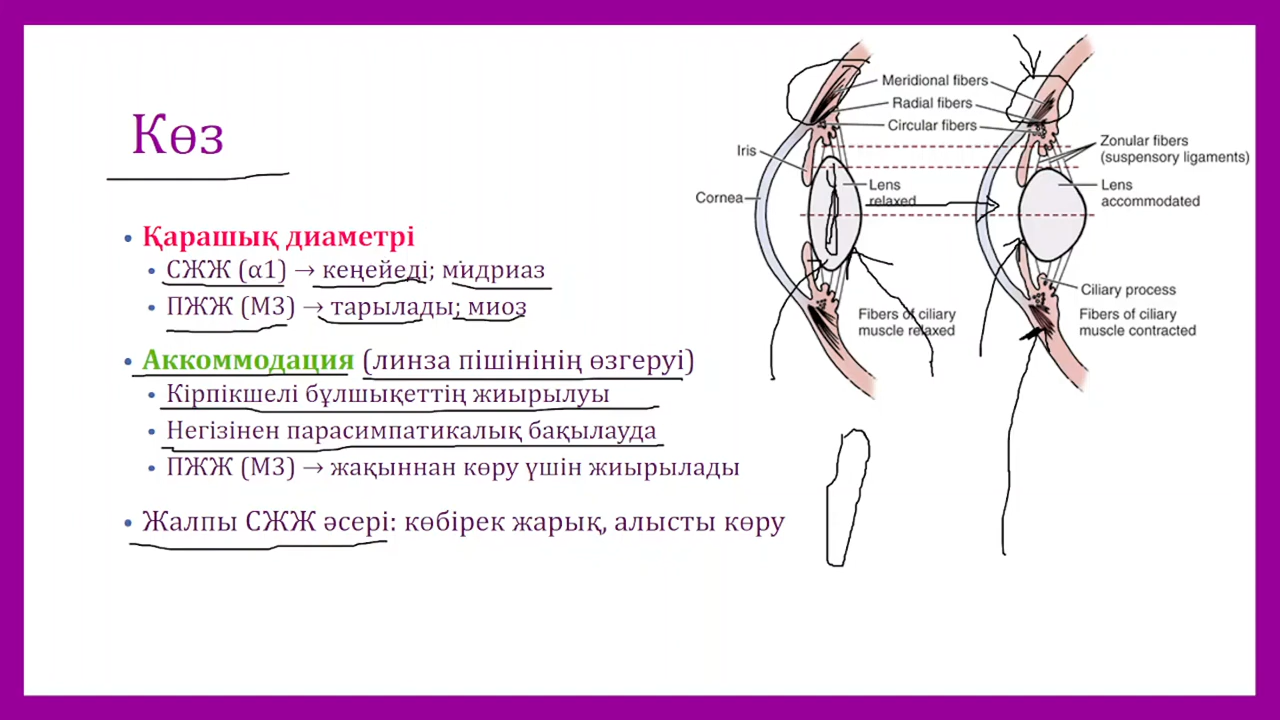 Көз
• Қарашық диаметрі
• СЖЖ (α1) → кеңейеді; мидриаз
• ПЖЖ (М3) → тарылады; миоз
• Аккоммодация (линза пішінінің өзгеруі)
• Кірпікшелі бұлшықеттің жиырылуы
• Негізінен парасимпатикалық бақылауда
• ПЖЖ (М3) → жақыннан көру үшін жиырылады
• Жалпы СЖЖ әсері: көбірек жарық, алысты көру
Meridional fibers
Radial fibers
Circular fibers
Iris
Cornea
Lens
relaxed
Fibers of ciliary
muscle relaxed
Zonular fibers
(suspensory ligaments)
Lens
accommodated
Ciliary process
Fibers of ciliary
muscle contracted